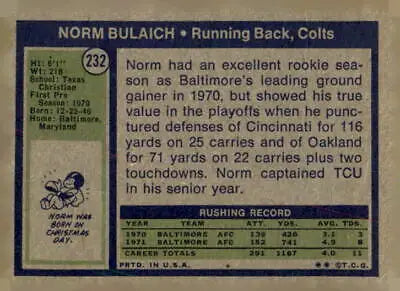 NORM BULAICH • Running Back, Colts
232
Ht: 6'1"
Wt: 218
School: Texas
Christian
First Pro
Season: 1970
Born: 12-25-46
Home: Baltimore,
Maryland
NORM WAS
BORN ON
CHRISTMAS
DAY.
Norm had an excellent rookie sea-
son as Baltimore's leading ground
gainer in 1970, but showed his true
value in the playoffs when he punc-
tured defenses of Cincinnati for 116
yards on 25 carries and of Oakland
for 71 yards on 22 carries plus two
touchdowns. Norm captained TCU
in his senior year.
RUSHING RECORD
YEAR TEAM ATT. YDS. AVG. TDS.
1970 BALTIMORE AFC 139 426 3.1 3
1971 BALTIMORE AFC 152 741 4.9 8
CAREER TOTALS 291 1167 4.0 11
PRTD. IN U.S.A. ** ©T.C.G.